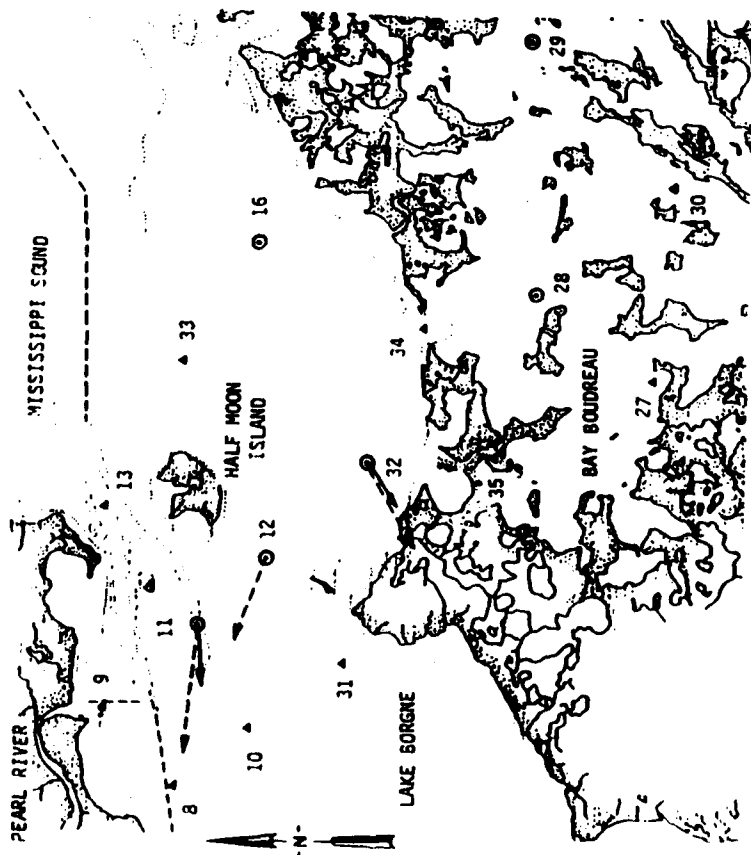 PEARL RIVER
MISSISSIPPI SOUND
9
13
33
16
8
11
12
HALF MOON
ISLAND
10
31
32
34
LAKE BORGNE
35
28
29
BAY BOUDREAU
27
30
-N-